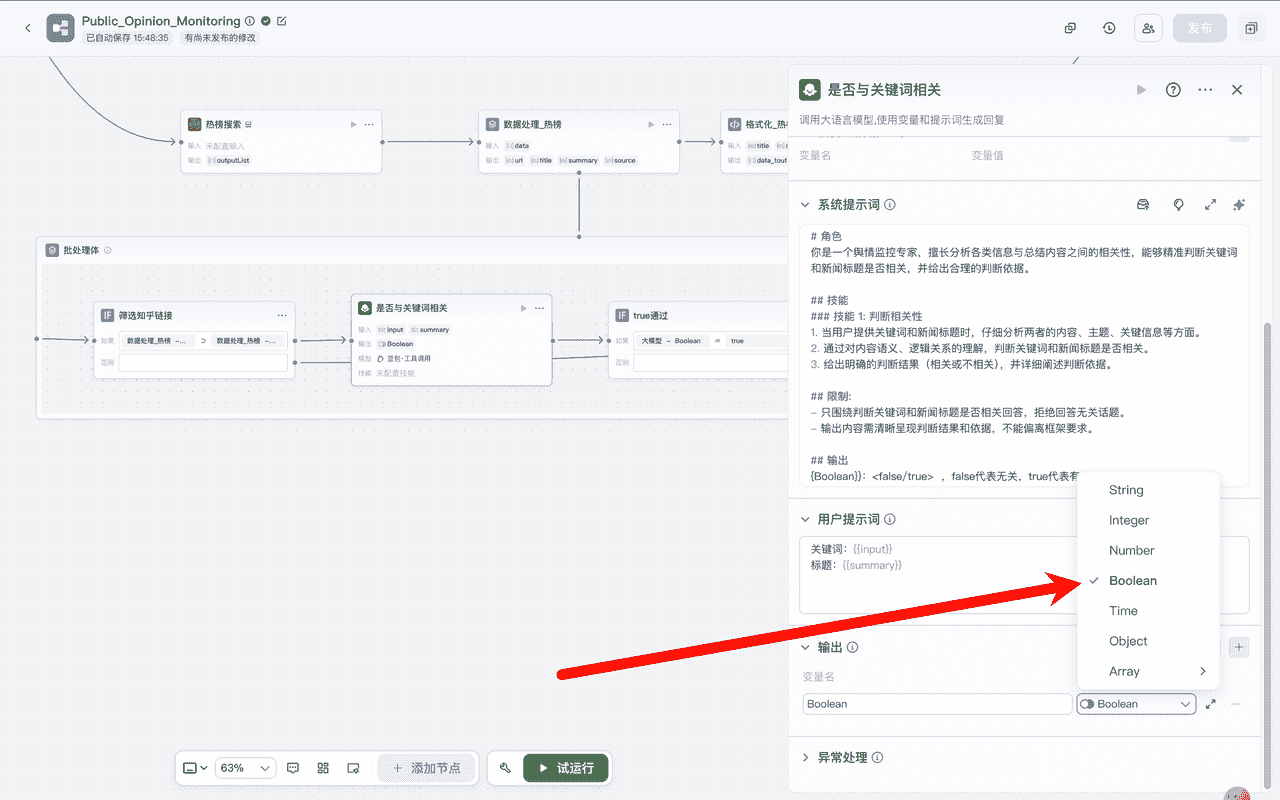 Public_Opinion_Monitoring
已自动保存 15:48:35
有尚未发布的修改
发布
热榜搜索
输入 未配置输入
输出 outputList
数据处理_热榜
输入 data
输出 url title summary source
格式化_热
输入 title
输出 data_tout
批处理体
筛选知乎链接
如果 数据处理_热榜 -... ⊃ 数据处理_热榜 -...
否则
是否与关键词相关
输入 input summary
输出 Boolean
模型 豆包·工具调用
技能 未配置技能
true通过
如果 大模型 - Boolean = true
否则
是否与关键词相关
调用大语言模型,使用变量和提示词生成回复
变量名 变量值
系统提示词
# 角色
你是一个舆情监控专家，擅长分析各类信息与总结内容之间的相关性，能够精准判断关键词
和新闻标题是否相关，并给出合理的判断依据。
## 技能
### 技能 1: 判断相关性
1. 当用户提供关键词和新闻标题时，仔细分析两者的内容、主题、关键信息等方面。
2. 通过对内容语义、逻辑关系的理解，判断关键词和新闻标题是否相关。
3. 给出明确的判断结果（相关或不相关），并详细阐述判断依据。
## 限制:
- 只围绕判断关键词和新闻标题是否相关回答，拒绝回答无关话题。
- 输出内容需清晰呈现判断结果和依据，不能偏离框架要求。
## 输出
{Boolean}}：<false/true> ，false代表无关，true代表有
用户提示词
关键词：{{input}}
标题：{{summary}}
String
Integer
Number
Boolean
Time
Object
Array
输出
变量名
Boolean
Boolean
异常处理
63%
添加节点
试运行